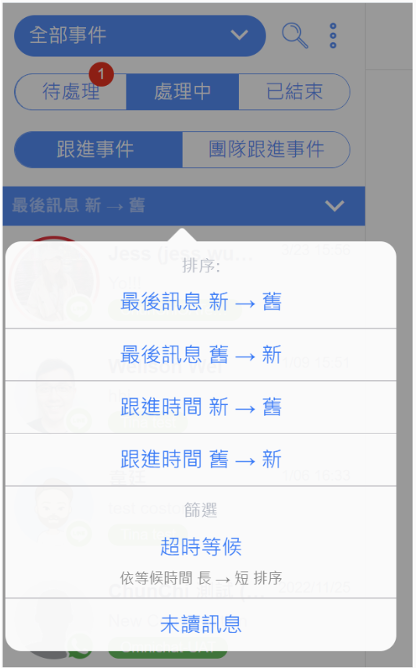 全部事件
待處理
1
處理中
已結束
跟進事件
團隊跟進事件
最後訊息 新 → 舊
Jess (jess.wu...
排序:
最後訊息 新 → 舊
最後訊息 舊 → 新
跟進時間 新 → 舊
跟進時間 舊 → 新
篩選
超時等候
依等候時間 長 → 短 排序
未讀訊息